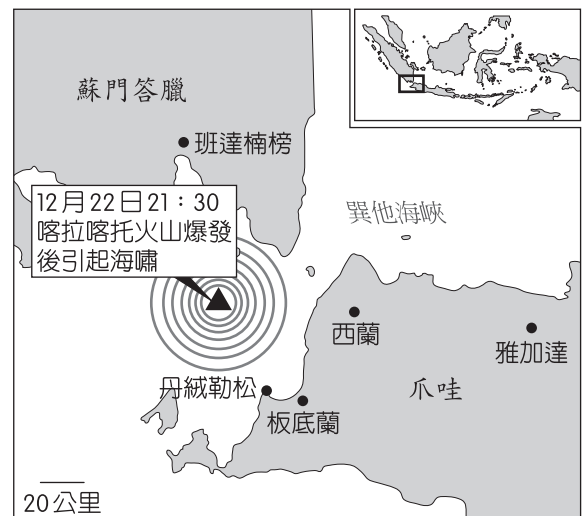 蘇門答臘
班達楠榜
12月22日21：30
喀拉喀托火山爆發
後引起海嘯
巽他海峽
西蘭
雅加達
丹絨勒松
爪哇
板底蘭
20公里